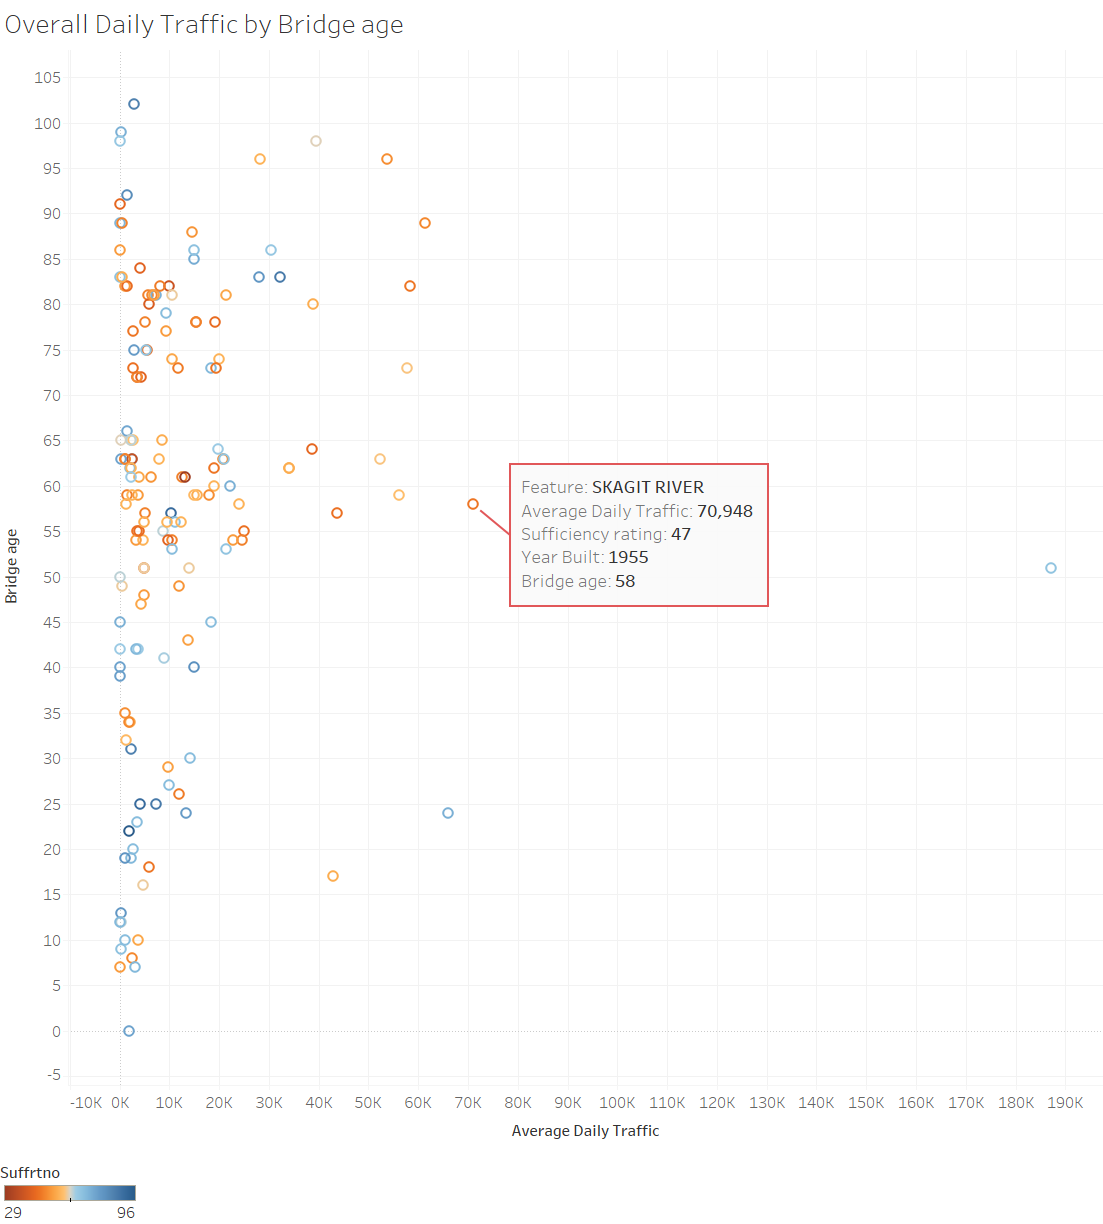 Overall Daily Traffic by Bridge age
105
100
95
90
85
80
75
70
65
60
55
50
45
40
35
30
25
20
15
10
5
0
-5
Bridge age
Feature: SKAGIT RIVER
Average Daily Traffic: 70,948
Sufficiency rating: 47
Year Built: 1955
Bridge age: 58
-10K 0K 10K 20K 30K 40K 50K 60K 70K 80K 90K 100K 110K 120K 130K 140K 150K 160K 170K 180K 190K
Average Daily Traffic
Suffrtno
29 96